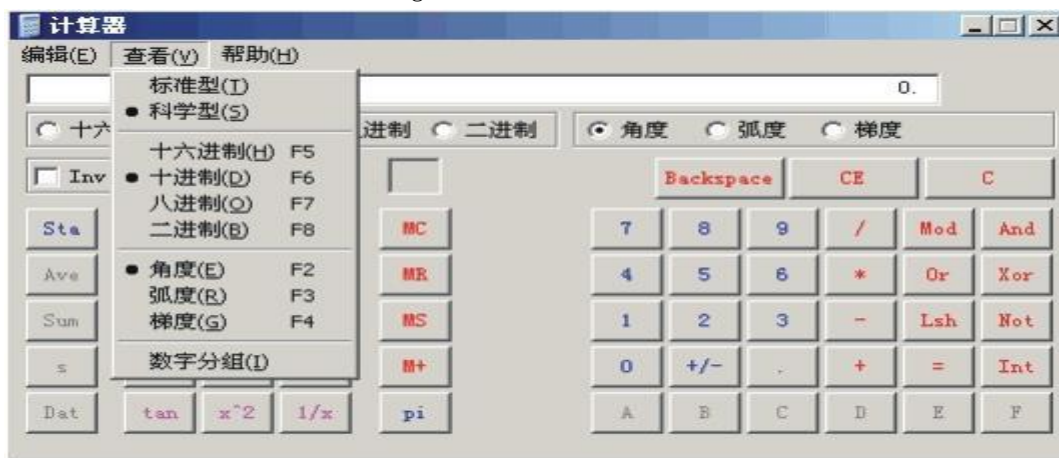 计算器
编辑(E) 查看(V) 帮助(H)
0.
标准型(T)
科学型(S)
十六进制(H) F5
十进制(D) F6
八进制(O) F7
二进制(B) F8
角度(E) F2
弧度(R) F3
梯度(G) F4
数字分组(I)
十六 进制 二进制 角度 弧度 梯度
Inv Backspace CE C
Sta MC 7 8 9 / Mod And
Ave MR 4 5 6 * Or Xor
Sum MS 1 2 3 - Lsh Not
s M+ 0 +/- . + = Int
Dat tan x^2 1/x pi A B C D E F